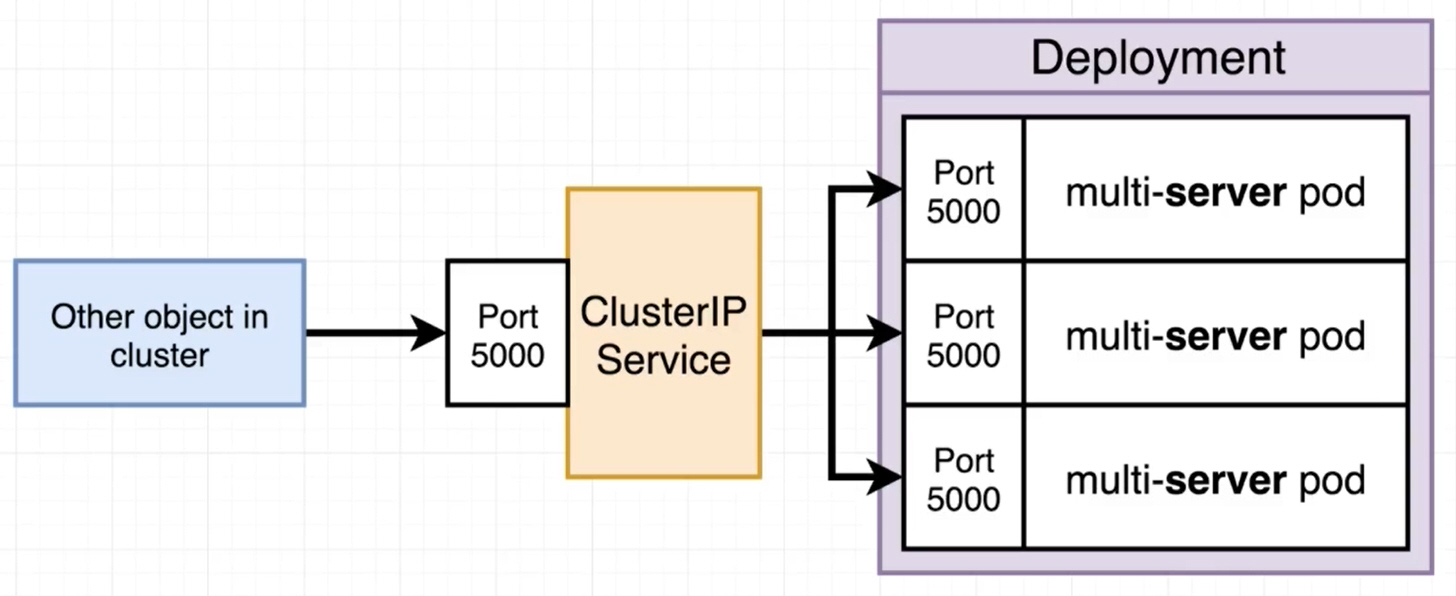 Deployment
Port
5000
multi-server pod
Other object in
cluster
Port
5000
ClusterIP
Service
Port
5000
multi-server pod
Port
5000
multi-server pod